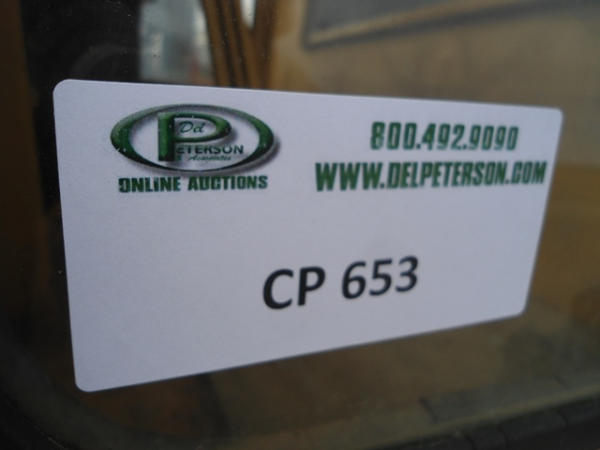 Del
PETERSON
& Associates
ONLINE AUCTIONS
800.492.9090
WWW.DELPETERSON.COM
CP 653